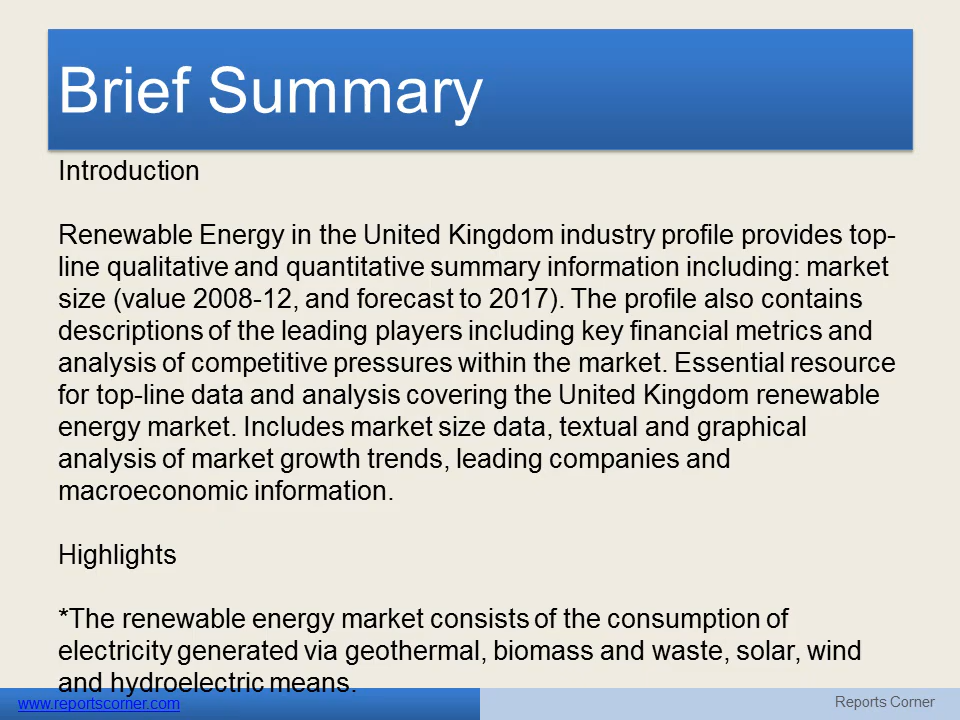 Brief Summary
Introduction
Renewable Energy in the United Kingdom industry profile provides top-
line qualitative and quantitative summary information including: market
size (value 2008-12, and forecast to 2017). The profile also contains
descriptions of the leading players including key financial metrics and
analysis of competitive pressures within the market. Essential resource
for top-line data and analysis covering the United Kingdom renewable
energy market. Includes market size data, textual and graphical
analysis of market growth trends, leading companies and
macroeconomic information.
Highlights
*The renewable energy market consists of the consumption of
electricity generated via geothermal, biomass and waste, solar, wind
and hydroelectric means.
www.reportscorner.com
Reports Corner